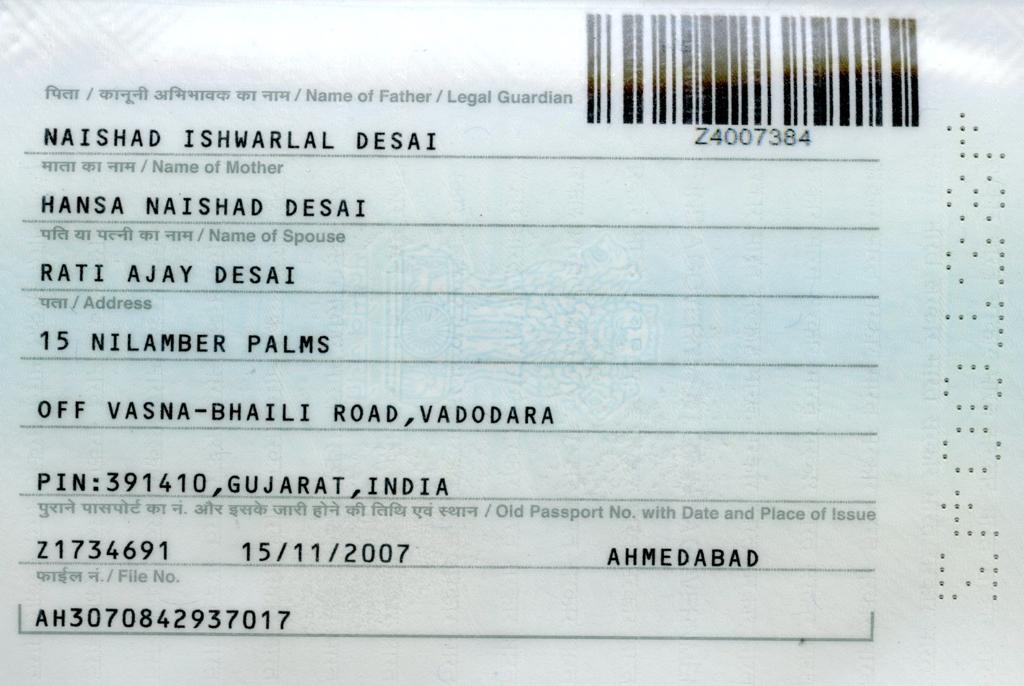 पिता / कानूनी अभिभावक का नाम / Name of Father / Legal Guardian
Z4007384
NAISHAD ISHWARLAL DESAI
माता का नाम / Name of Mother
HANSA NAISHAD DESAI
पति या पत्नी का नाम / Name of Spouse
RATI AJAY DESAI
पता / Address
15 NILAMBER PALMS
OFF VASNA-BHAILI ROAD,VADODARA
PIN:391410,GUJARAT,INDIA
पुराने पासपोर्ट का नं. और इसके जारी होने की तिथि एवं स्थान / Old Passport No. with Date and Place of Issue
Z1734691 15/11/2007 AHMEDABAD
फाईल नं. / File No.
AH3070842937017